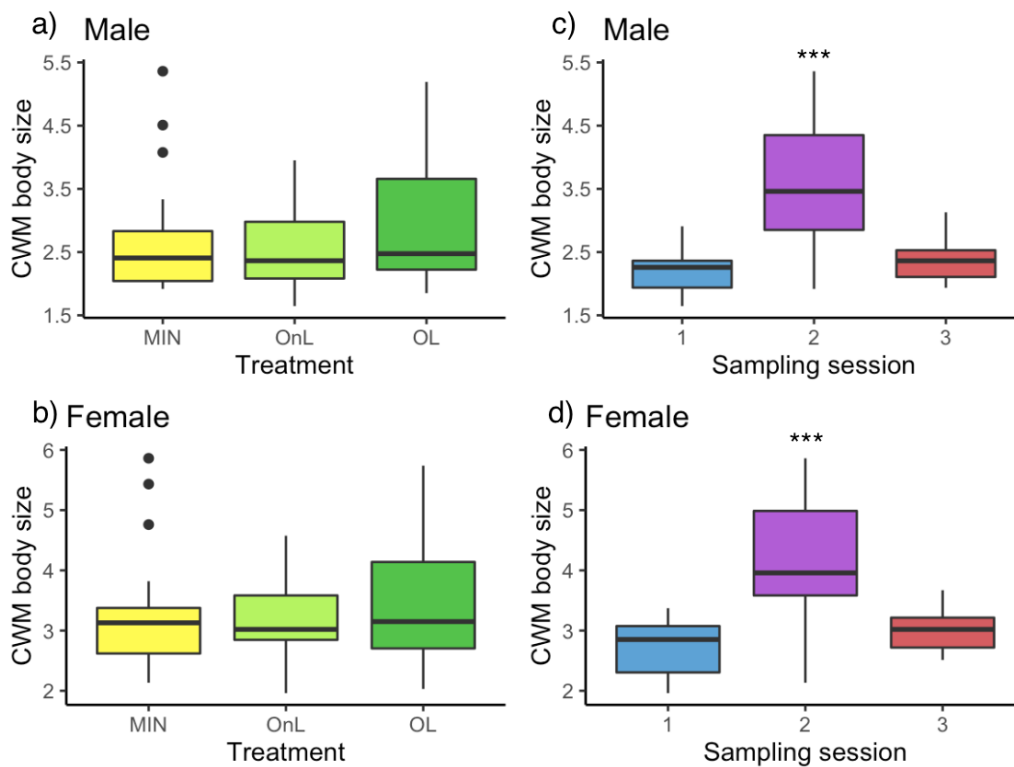 a) Male
CWM body size
5.5
4.5
3.5
2.5
1.5
MIN OnL OL
Treatment
c) Male
***
CWM body size
5.5
4.5
3.5
2.5
1.5
1 2 3
Sampling session
b) Female
CWM body size
6
5
4
3
2
MIN OnL OL
Treatment
d) Female
***
CWM body size
6
5
4
3
2
1 2 3
Sampling session